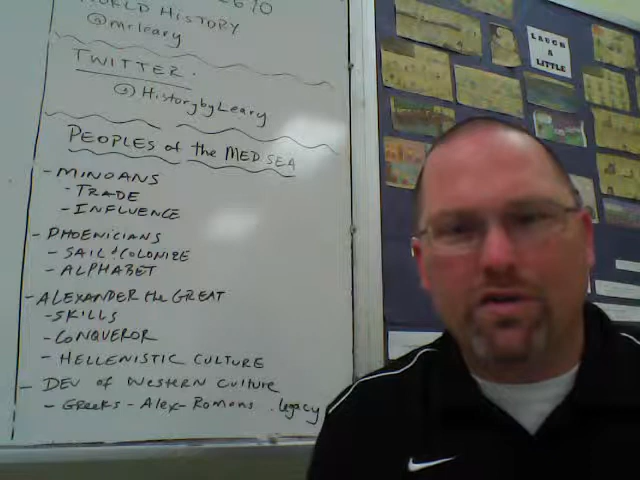 WORLD HISTORY
@mrleary
TWITTER.
@HistorybyLeary
PEOPLES of the MED SEA
- MINOANS
- TRADE
- INFLUENCE
- PHOENICIANS
- SAIL & COLONIZE
- ALPHABET
- ALEXANDER the GREAT
- SKILLS
- CONQUEROR
- HELLENISTIC CULTURE
- DEV of Western Culture
- Greeks - Alex - Romans . legacy
LAUGH
A
LITTLE